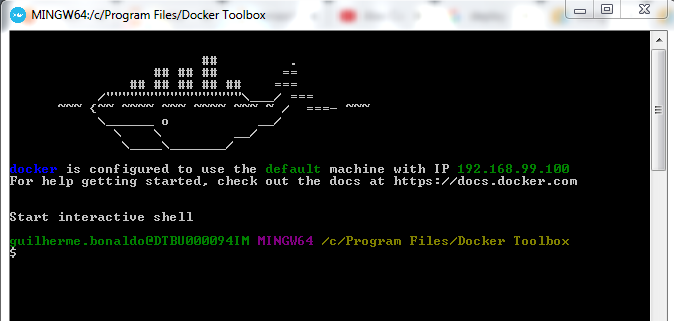 MINGW64:/c/Program Files/Docker Toolbox
                        ##         .
                  ## ## ##        ==
               ## ## ## ## ##    ===
           /"""""""""""""""""\___/ ===
      ~~~ {~~ ~~~~ ~~~ ~~~~ ~~~ ~ /  ===- ~~~
           \______ o           __/
             \    \         __/
              \____\_______/
docker is configured to use the default machine with IP 192.168.99.100
For help getting started, check out the docs at https://docs.docker.com
Start interactive shell
guilherme.bonaldo@DTBU000094IM MINGW64 /c/Program Files/Docker Toolbox
$